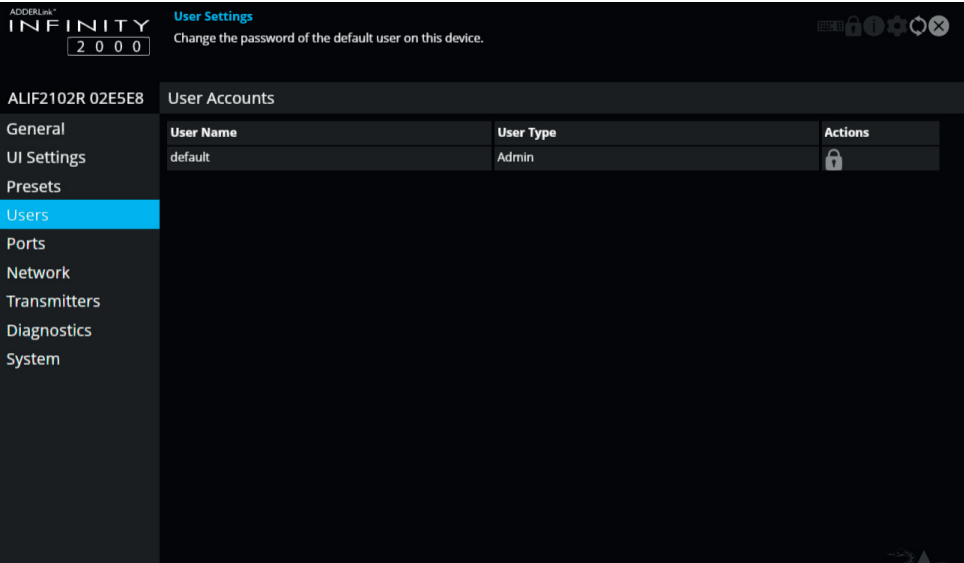 ADDERLink™
INFINITY
2000
User Settings
Change the password of the default user on this device.
ALIF2102R 02E5E8
User Accounts
General
UI Settings
Presets
Users
Ports
Network
Transmitters
Diagnostics
System
User Name User Type Actions
default Admin